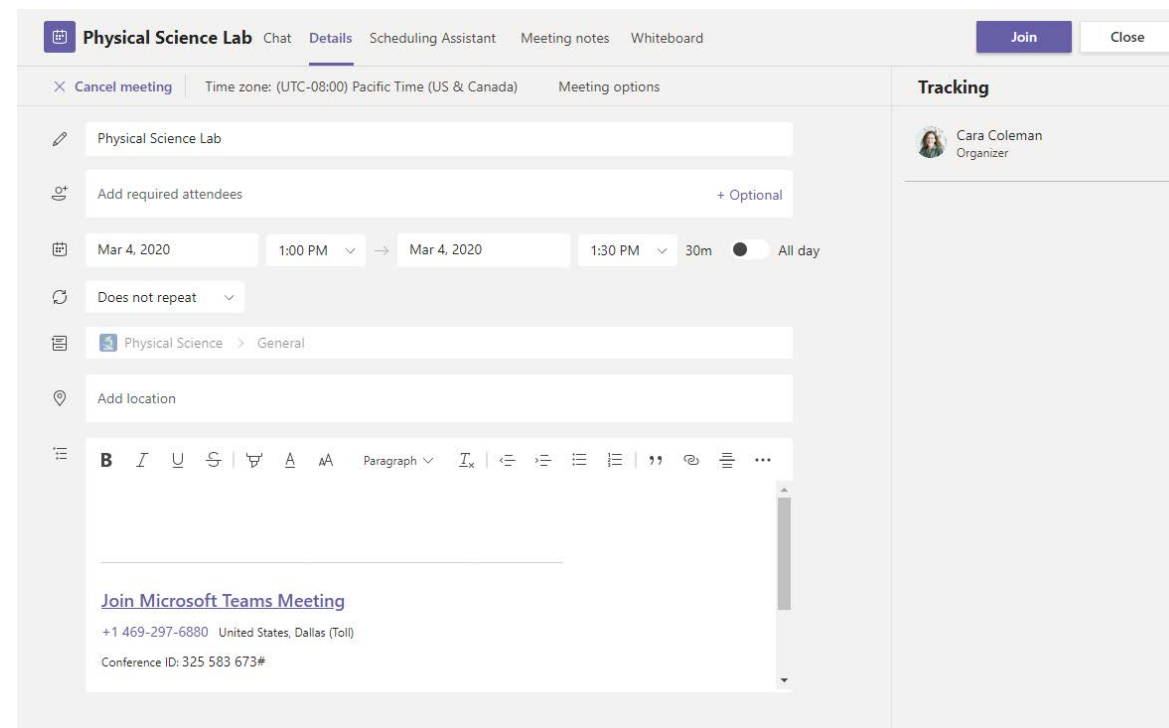 Physical Science Lab Chat Details Scheduling Assistant Meeting notes Whiteboard Join Close
Cancel meeting Time zone: (UTC-08:00) Pacific Time (US & Canada) Meeting options
Tracking
Physical Science Lab
Cara Coleman
Organizer
Add required attendees + Optional
Mar 4, 2020 1:00 PM → Mar 4, 2020 1:30 PM 30m All day
Does not repeat
Physical Science > General
Add location
B I U S A AA Paragraph Tx
Join Microsoft Teams Meeting
+1 469-297-6880 United States, Dallas (Toll)
Conference ID: 325 583 673#